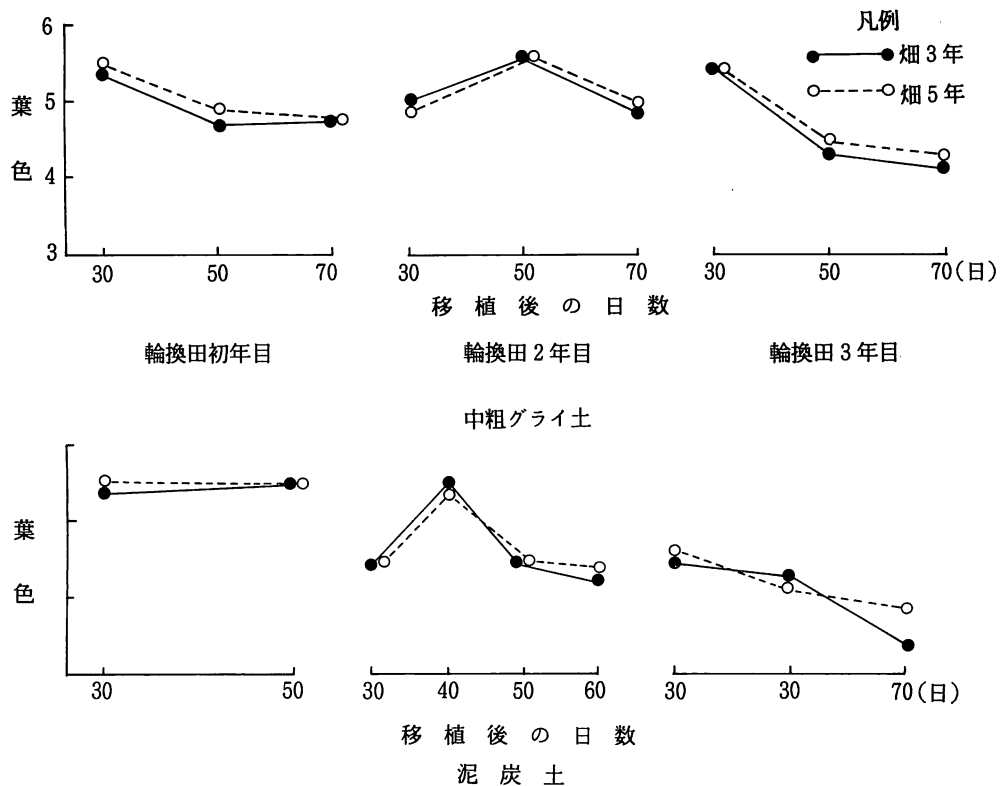 凡例
畑3年
畑5年
6
5
4
3
葉色
30 50 70
30 50 70
30 50 70(日)
移植後の日数
輪換田初年目 輪換田2年目 輪換田3年目
中粗グライ土
葉色
30 50
30 40 50 60
30 30 70(日)
移植後の日数
泥炭土